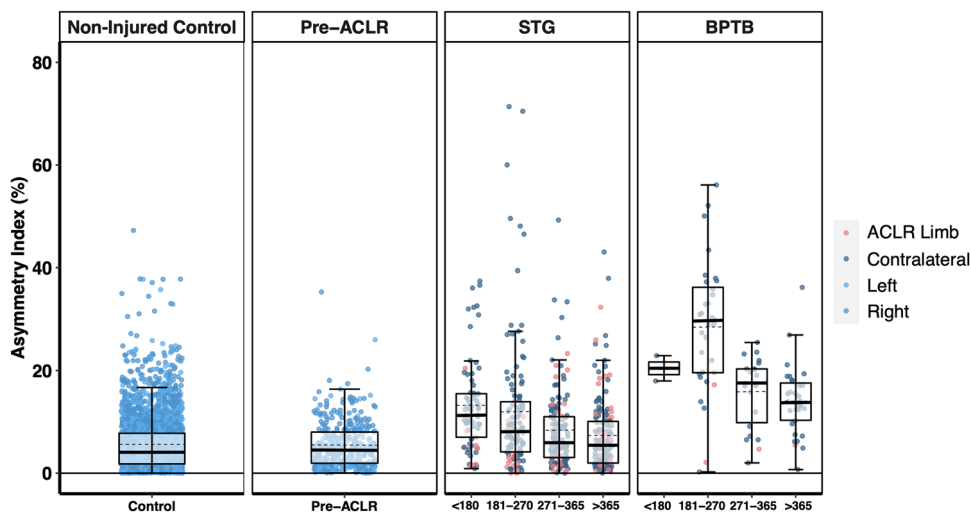 Non-Injured Control
Pre−ACLR
STG
BPTB
Asymmetry Index (%)
80
60
40
20
0
ACLR Limb
Contralateral
Left
Right
Control
Pre−ACLR
<180 181−270 271−365 >365
<180 181−270 271−365 >365